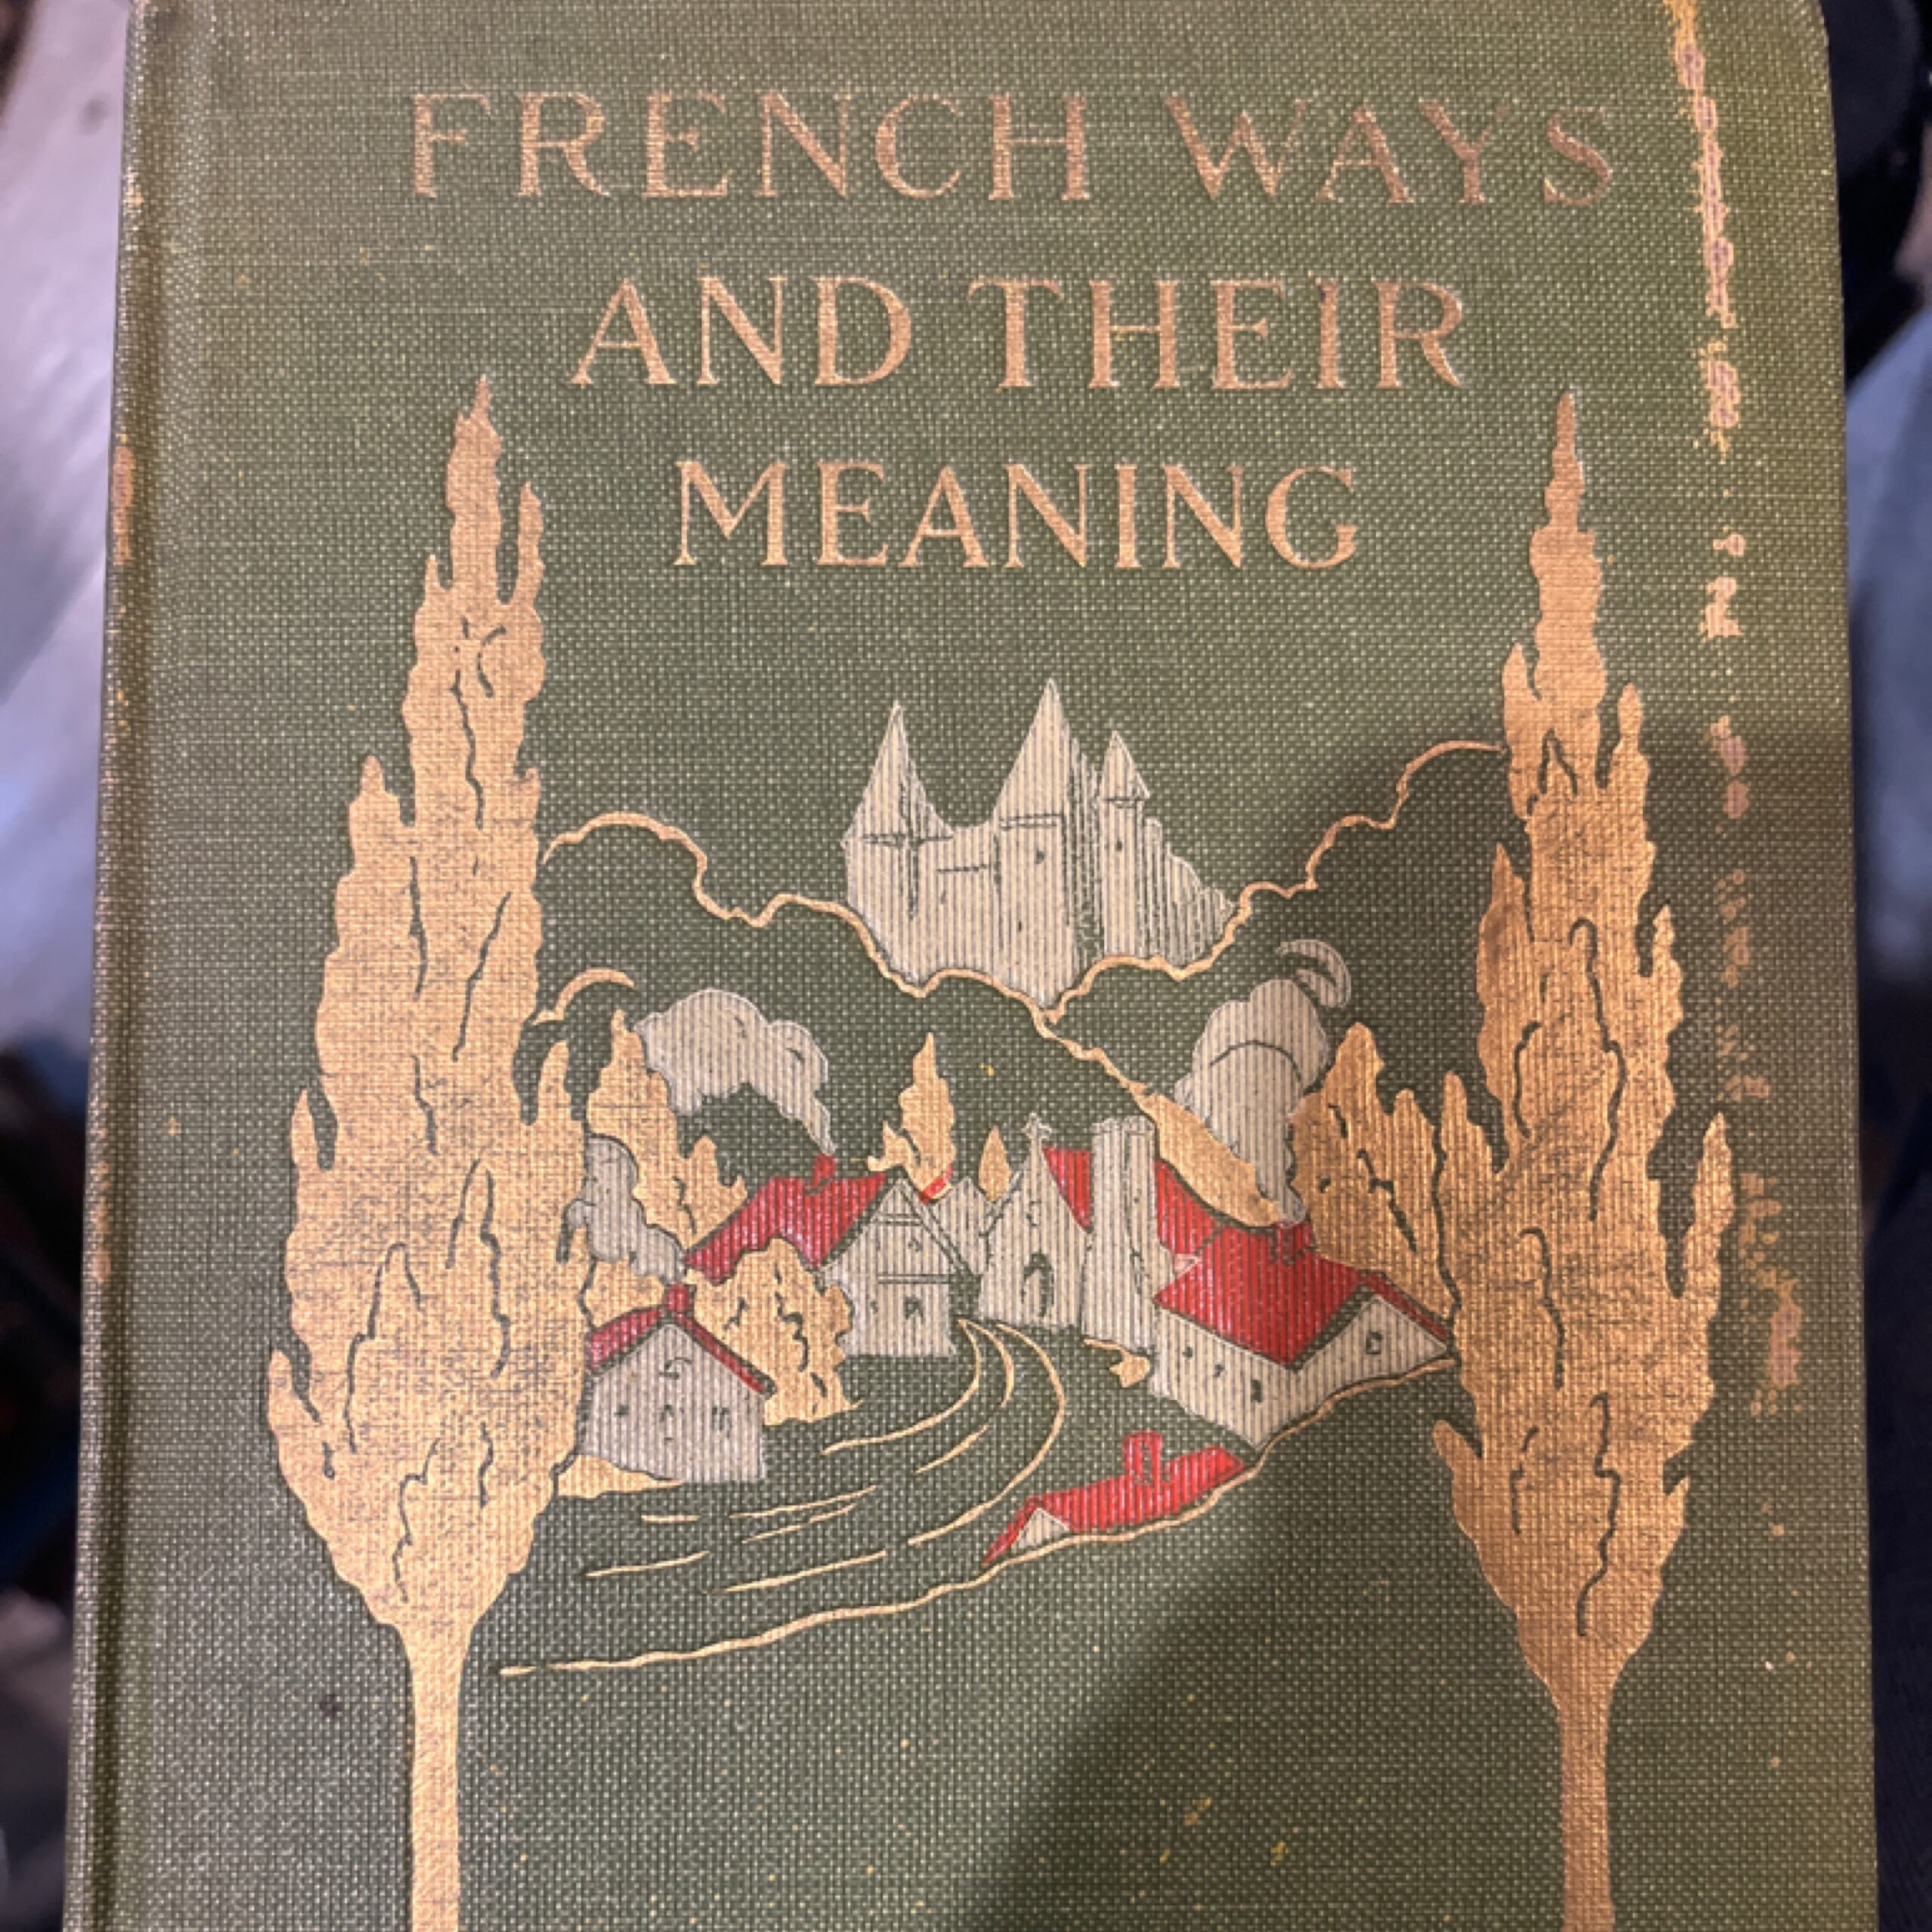 FRENCH WAYS
AND THEIR
MEANING